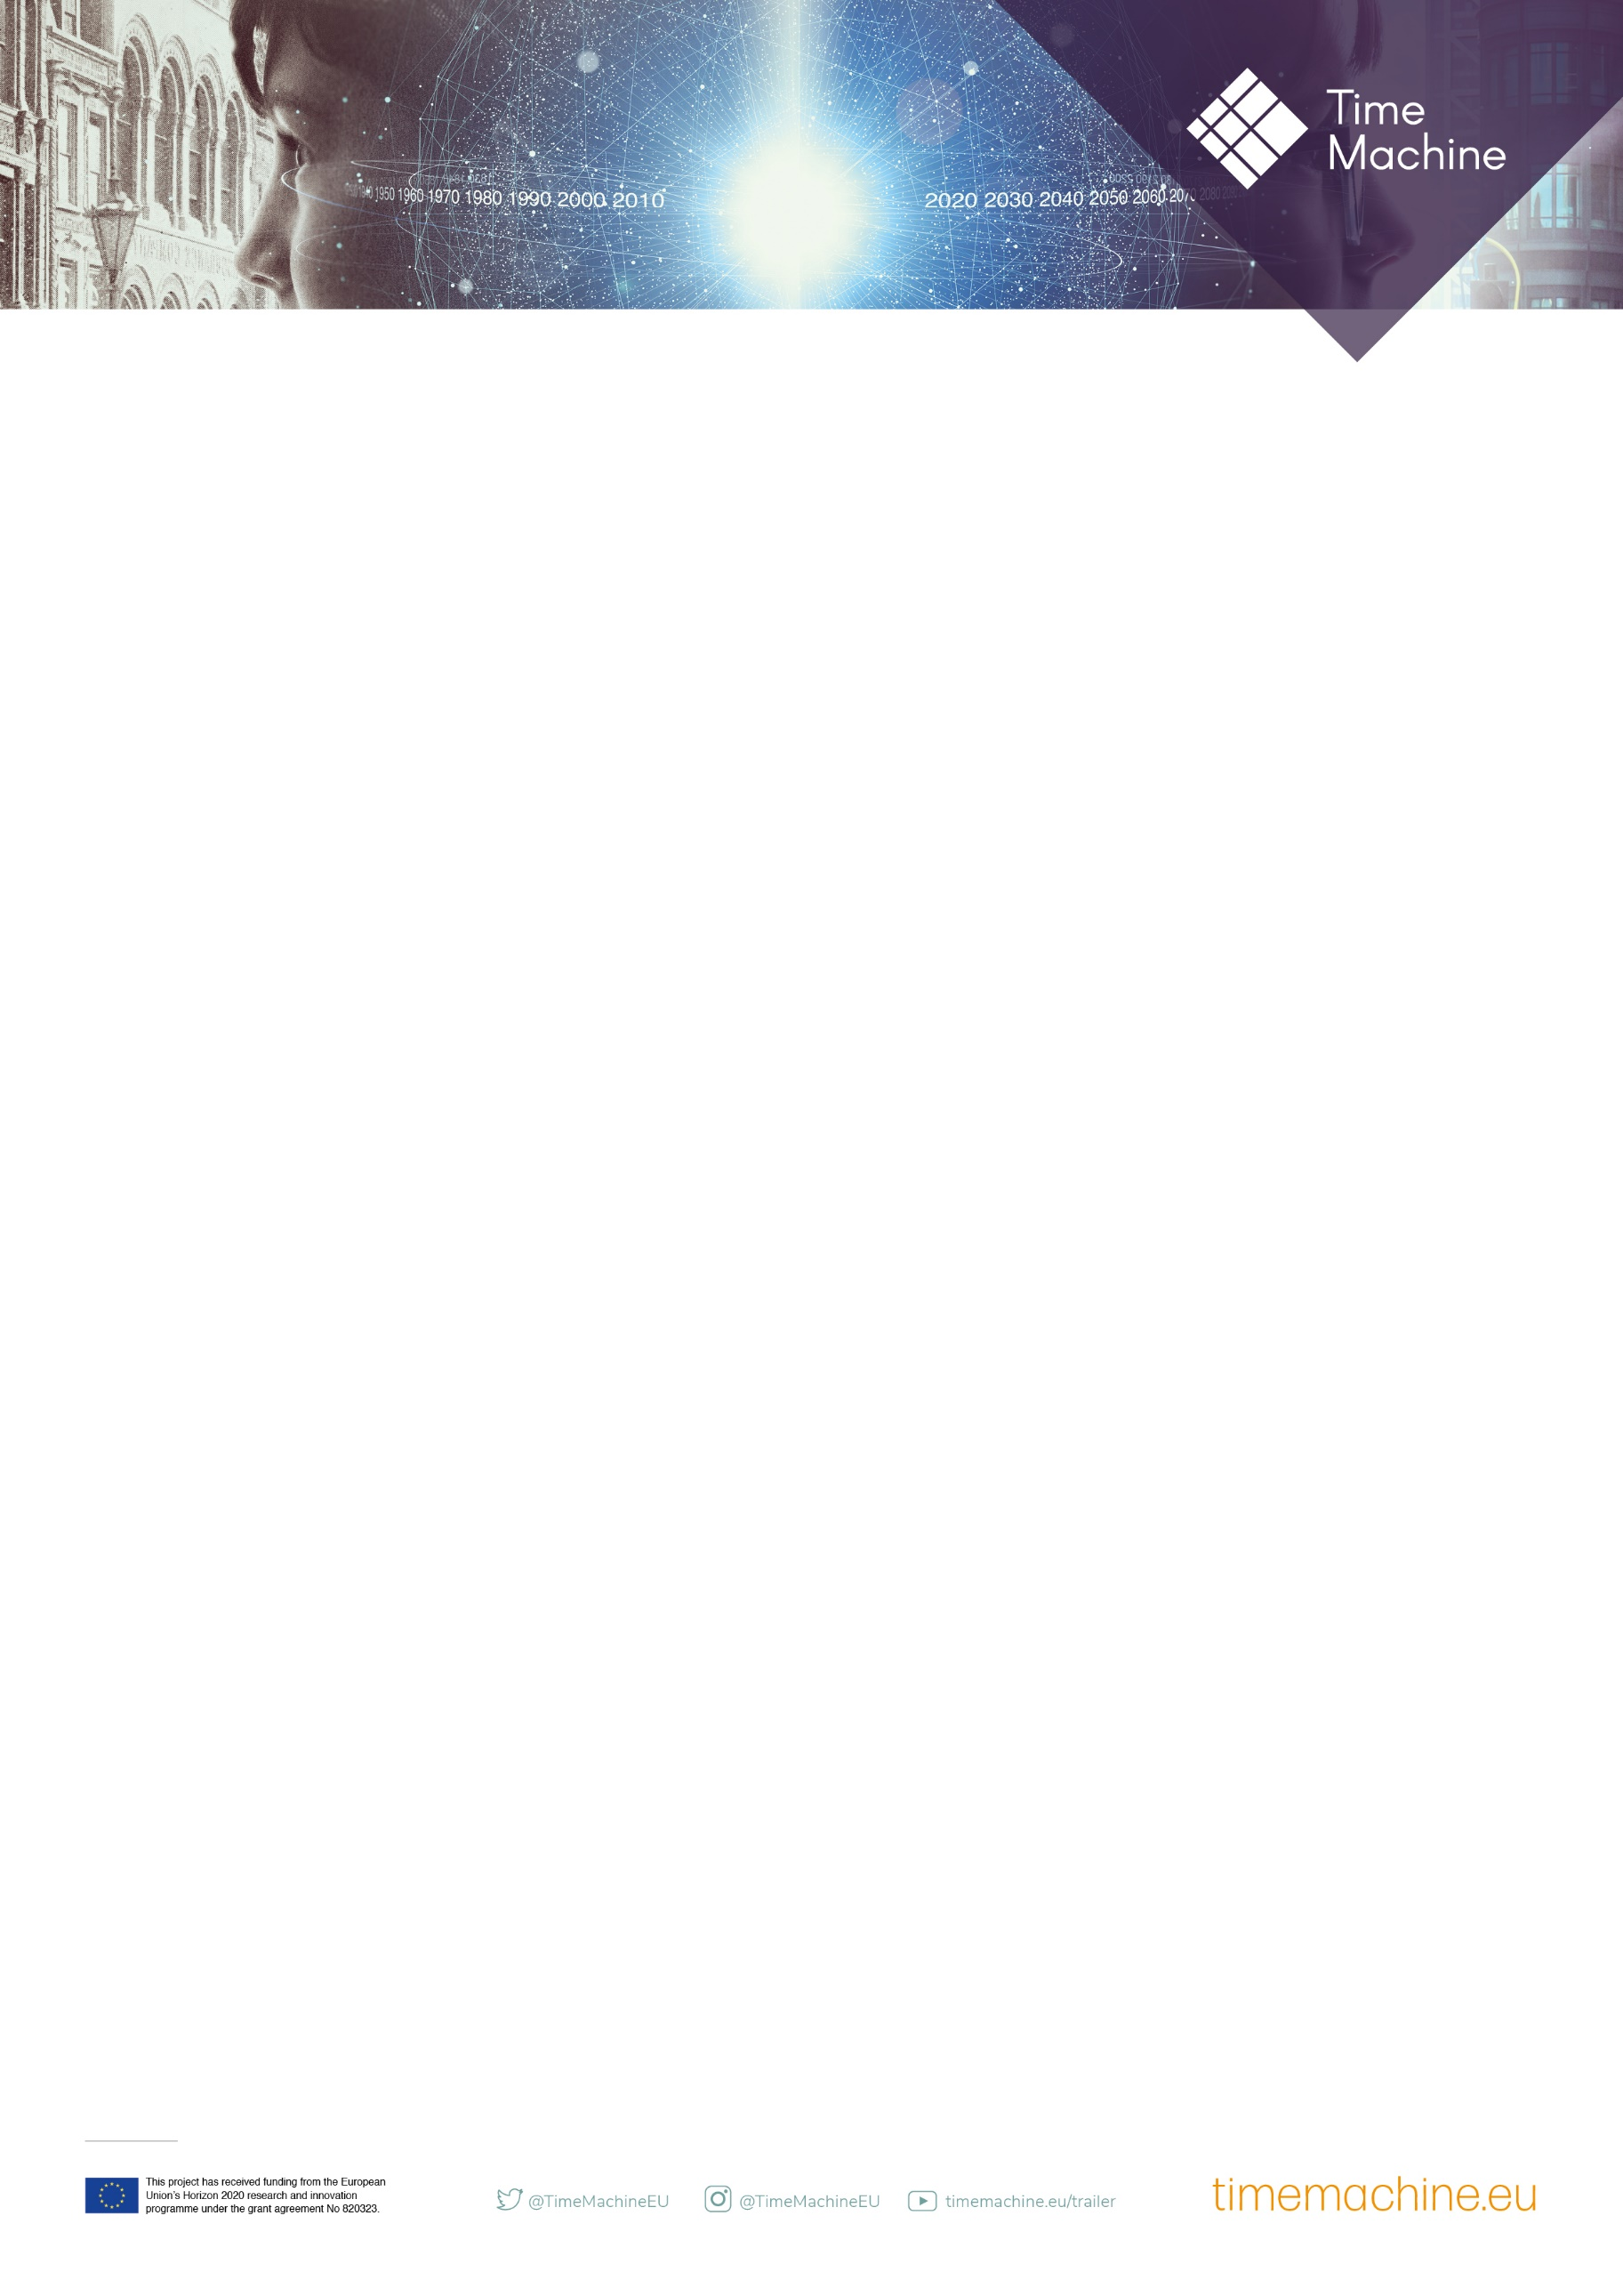 Time
Machine
1950 1960 1970 1980 1990 2000 2010
2020 2030 2040 2050 2060 2070 2080
This project has received funding from the European
Union's Horizon 2020 research and innovation
programme under the grant agreement No 820323.
@TimeMachineEU
@TimeMachineEU
timemachine.eu/trailer
timemachine.eu